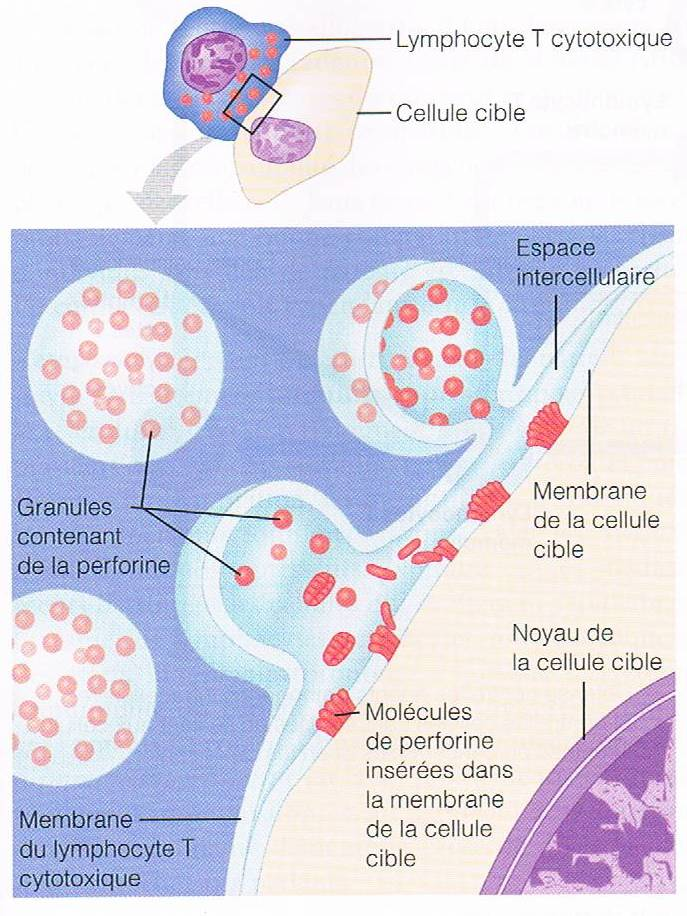 Lymphocyte T cytotoxique
Cellule cible
Espace
intercellulaire
Granules
contenant
de la perforine
Membrane
de la cellule
cible
Noyau de
la cellule cible
Molécules
de perforine
insérées dans
la membrane
de la cellule
cible
Membrane
du lymphocyte T
cytotoxique